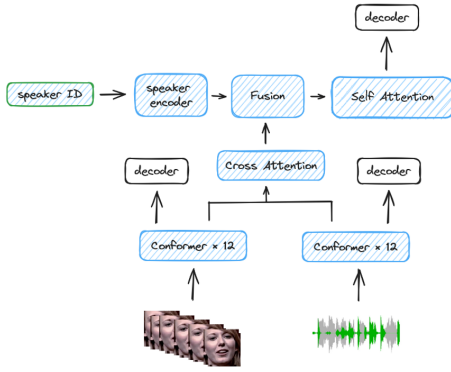 decoder
speaker ID
speaker
encoder
Fusion
Self Attention
Cross Attention
decoder
decoder
Conformer × 12
Conformer × 12